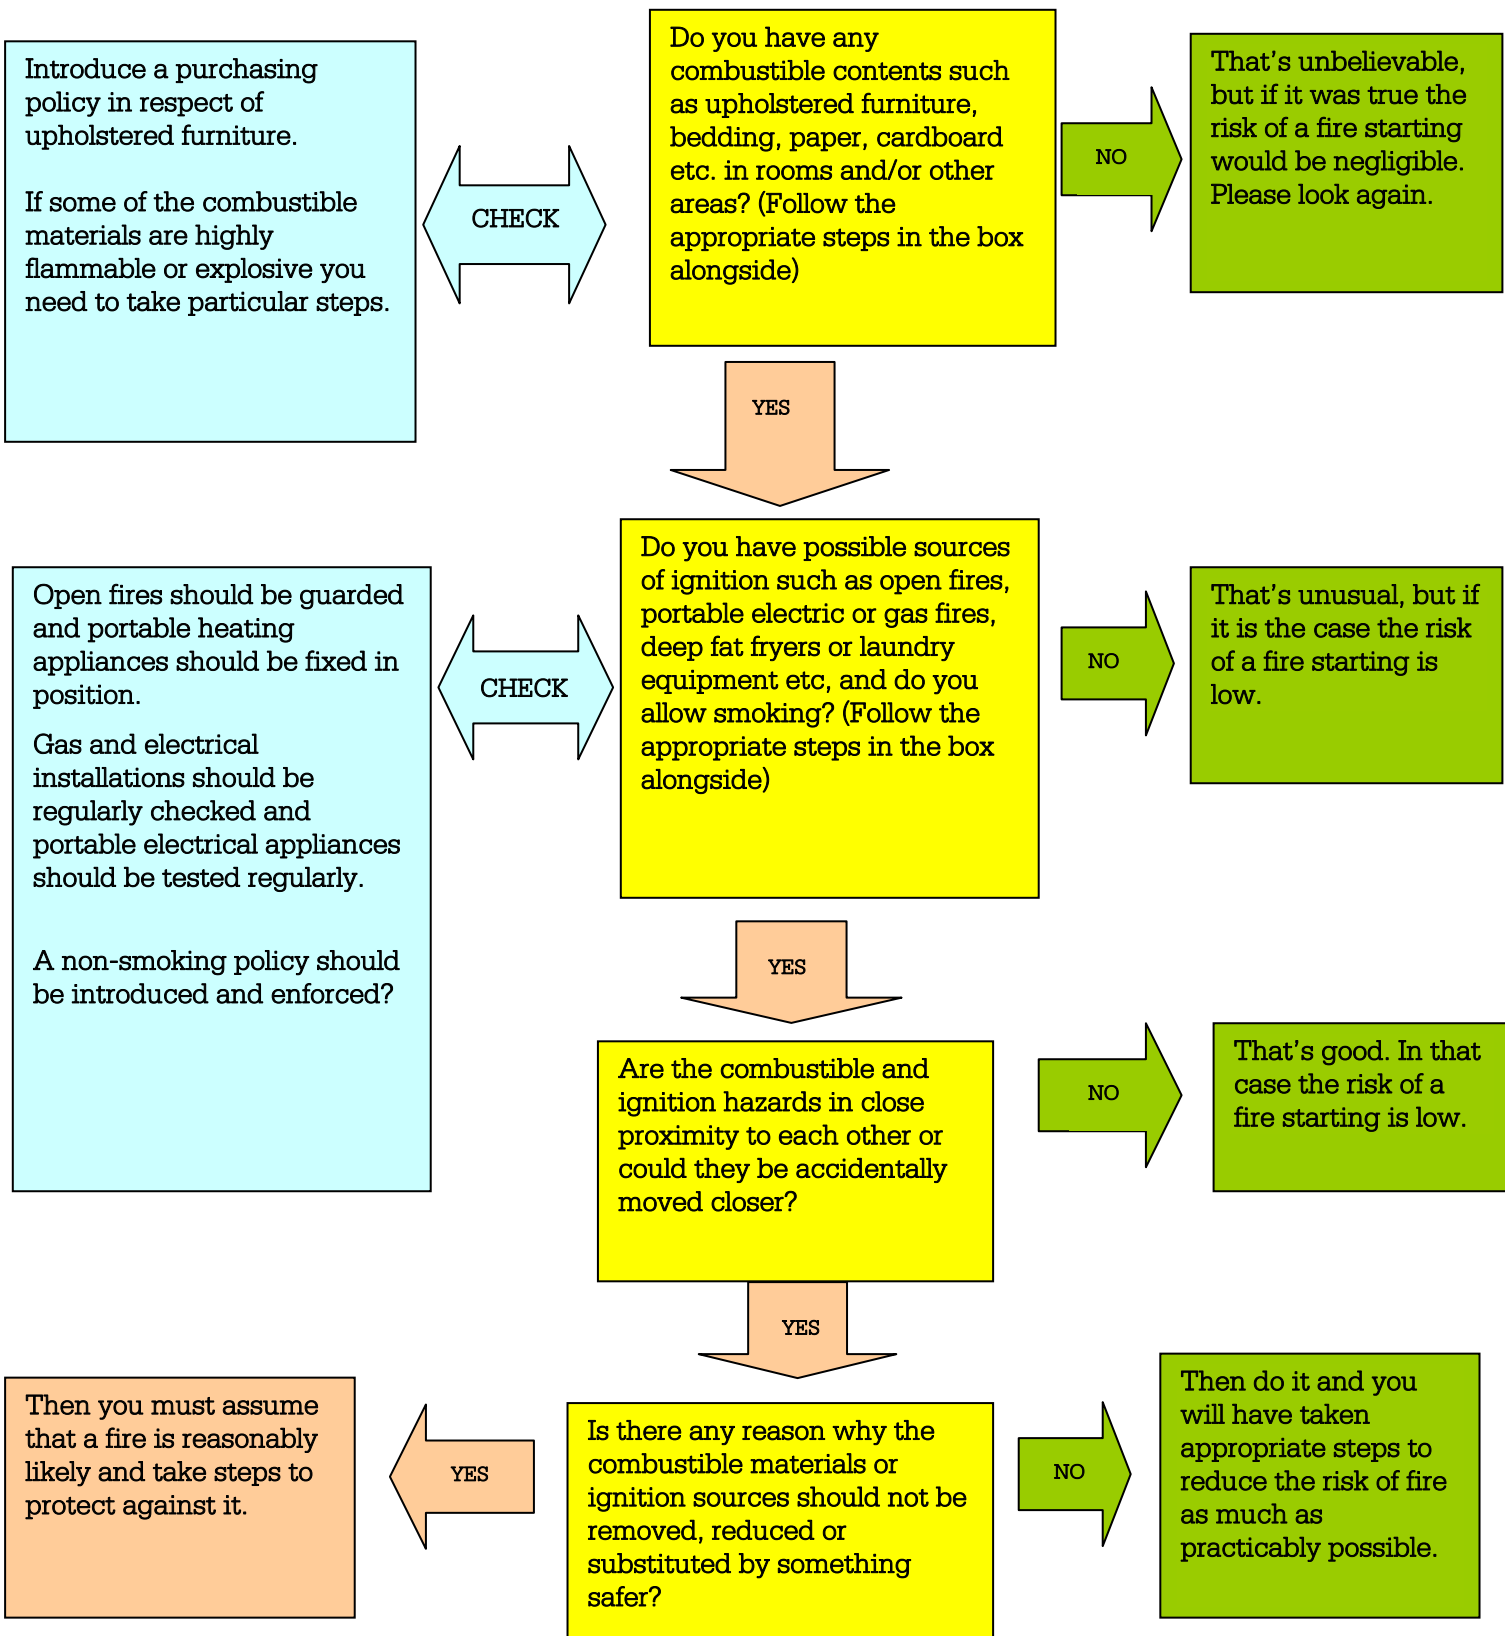 Introduce a purchasing
policy in respect of
upholstered furniture.
If some of the combustible
materials are highly
flammable or explosive you
need to take particular steps.
CHECK
Do you have any
combustible contents such
as upholstered furniture,
bedding, paper, cardboard
etc. in rooms and/or other
areas? (Follow the
appropriate steps in the box
alongside)
NO
That’s unbelievable,
but if it was true the
risk of a fire starting
would be negligible.
Please look again.
YES
Open fires should be guarded
and portable heating
appliances should be fixed in
position.
Gas and electrical
installations should be
regularly checked and
portable electrical appliances
should be tested regularly.
A non-smoking policy should
be introduced and enforced?
CHECK
Do you have possible sources
of ignition such as open fires,
portable electric or gas fires,
deep fat fryers or laundry
equipment etc, and do you
allow smoking? (Follow the
appropriate steps in the box
alongside)
NO
That’s unusual, but if
it is the case the risk
of a fire starting is
low.
YES
Are the combustible and
ignition hazards in close
proximity to each other or
could they be accidentally
moved closer?
NO
That’s good. In that
case the risk of a
fire starting is low.
YES
Then you must assume
that a fire is reasonably
likely and take steps to
protect against it.
YES
Is there any reason why the
combustible materials or
ignition sources should not be
removed, reduced or
substituted by something
safer?
NO
Then do it and you
will have taken
appropriate steps to
reduce the risk of fire
as much as
practicably possible.